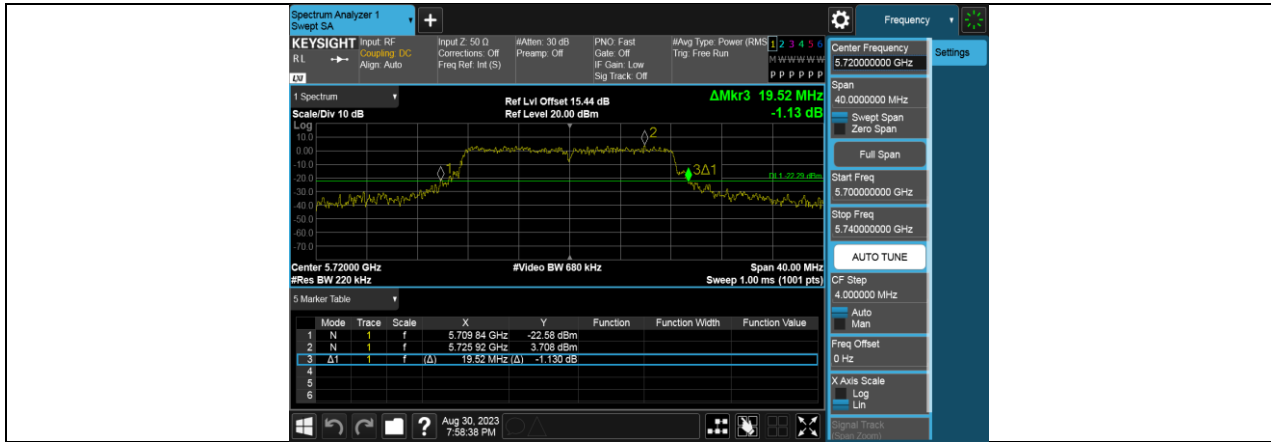 Spectrum Analyzer 1
Swept SA
+
Frequency
KEYSIGHT Input: RF Input Z: 50 Ω #Atten: 30 dB PNO: Fast #Avg Type: Power (RMS 1 2 3 4 5 6
RL Coupling: DC Corrections: Off Preamp: Off Gate: Off Trig: Free Run M W W W W W
Align: Auto Freq Ref: Int (S) IF Gain: Low
Sig Track: Off P P P P P P
LXI
1 Spectrum
Ref Lvl Offset 15.44 dB
ΔMkr3 19.52 MHz
Scale/Div 10 dB
Ref Level 20.00 dBm
-1.13 dB
Log
10.0
0.00
-10.0
-20.0
-30.0
-40.0
-50.0
-60.0
-70.0
1
2
3Δ1
DL1 -22.29 dBm
Center 5.72000 GHz #Video BW 680 kHz Span 40.00 MHz
#Res BW 220 kHz Sweep 1.00 ms (1001 pts)
5 Marker Table
Mode Trace Scale X Y Function Function Width Function Value
1 N 1 f 5.709 84 GHz -22.58 dBm
2 N 1 f 5.725 92 GHz 3.708 dBm
3 Δ1 1 f (Δ) 19.52 MHz (Δ) -1.130 dB
4
5
6
?
Aug 30, 2023
7:58:38 PM
Center Frequency
5.720000000 GHz
Settings
Span
40.0000000 MHz
Swept Span
Zero Span
Full Span
Start Freq
5.700000000 GHz
Stop Freq
5.740000000 GHz
AUTO TUNE
CF Step
4.000000 MHz
Auto
Man
Freq Offset
0 Hz
X Axis Scale
Log
Lin
Signal Track
(Span Zoom)